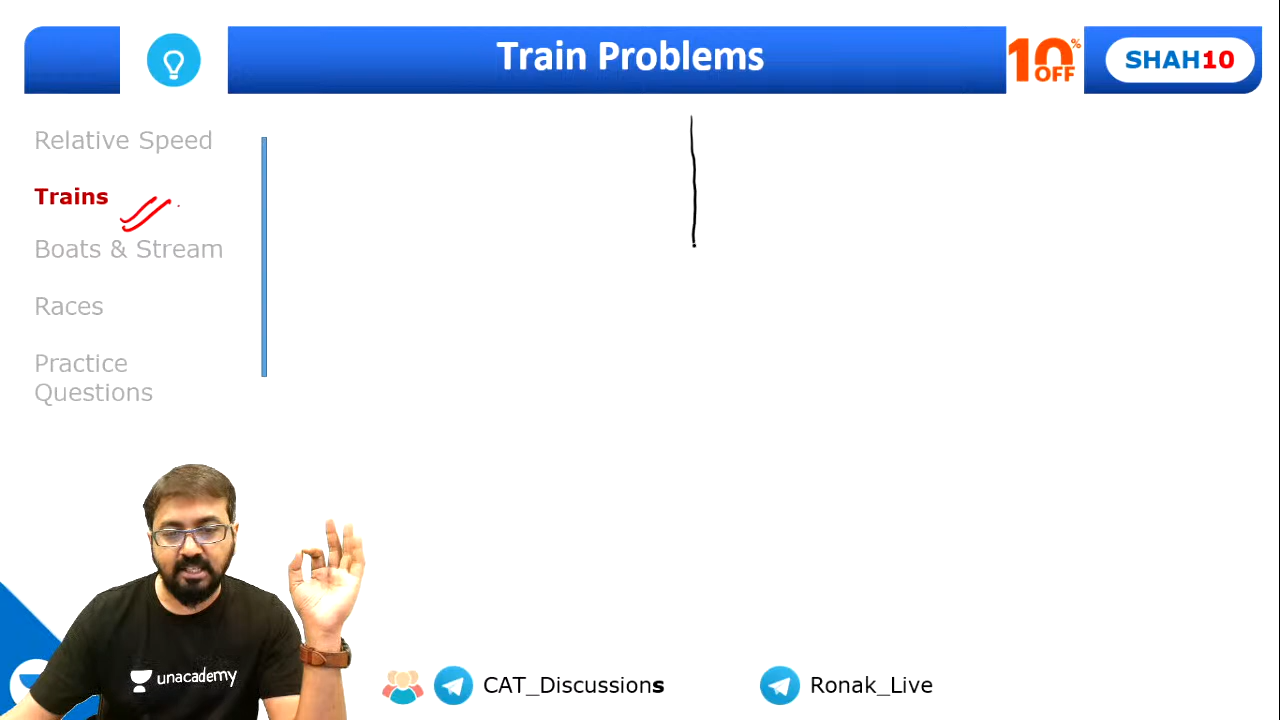 Train Problems
10% OFF
SHAH10
Relative Speed
Trains
Boats & Stream
Races
Practice
Questions
unacademy
CAT_Discussions
Ronak_Live